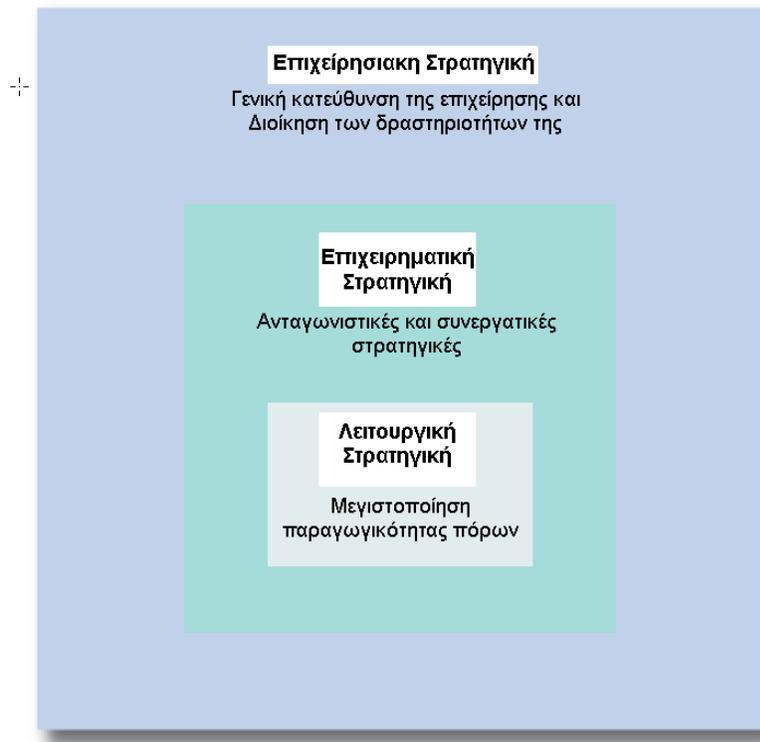 Επιχείρησιακη Στρατηγική
Γενική κατεύθυνση της επιχείρησης και
Διοίκηση των δραστηριοτήτων της
Επιχειρηματική
Στρατηγική
Ανταγωνιστικές και συνεργατικές
στρατηγικές
Λειτουργική
Στρατηγική
Μεγιστοποίηση
παραγωγικότητας πόρων